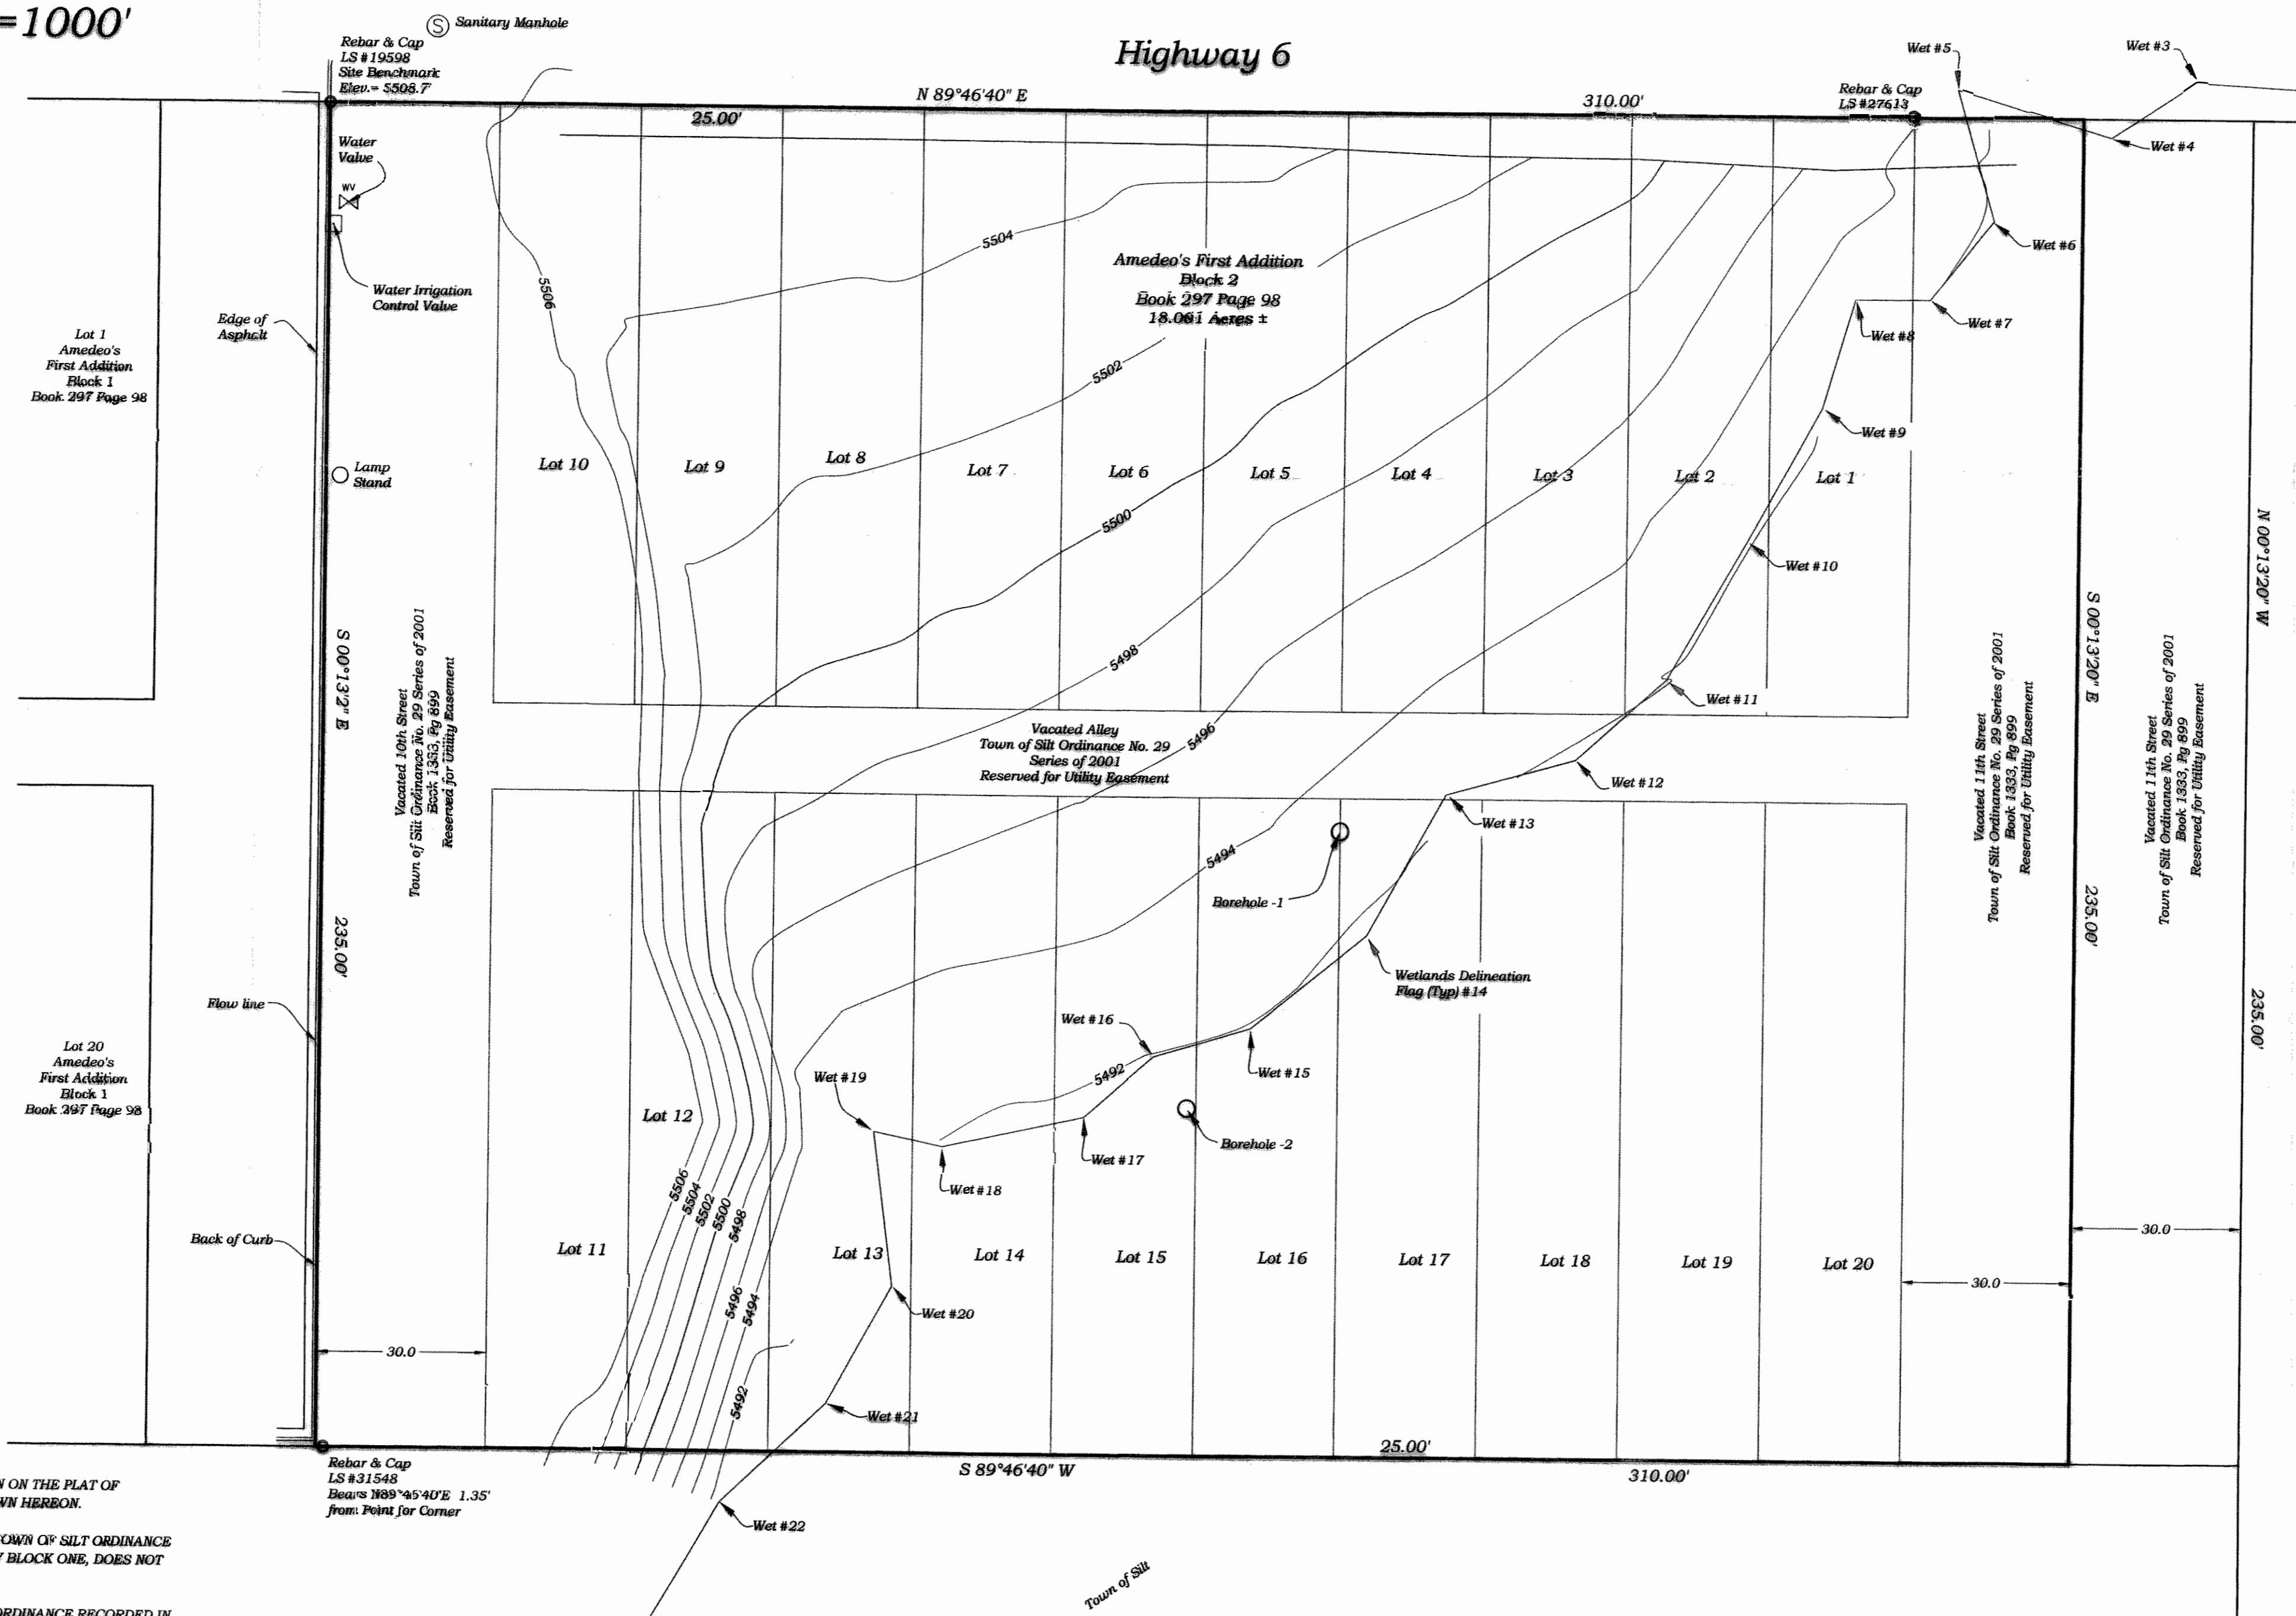 =1000'
Sanitary Manhole
S
Rebar & Cap
LS #19598
Site Benchmark
Elev.= 5508.7'
Highway 6
N 89°46'40" E
25.00'
310.00'
Rebar & Cap
LS #27613
Wet #5
Wet #3
Wet #4
Water
Valve
WV
Water Irrigation
Control Valve
Edge of
Asphalt
Lot 1
Amedeo's
First Addition
Block 1
Book 297 Page 98
Lamp
Stand
5506
5504
5502
5500
5498
5496
5494
5492
Amedeo's First Addition
Block 2
Book 297 Page 98
18.001 Acres ±
Wet #6
Wet #7
Wet #8
Wet #9
Wet #10
Wet #11
Wet #12
Wet #13
Lot 10
Lot 9
Lot 8
Lot 7
Lot 6
Lot 5
Lot 4
Lot 3
Lot 2
Lot 1
S 00°13'2" E
235.00'
Vacated 10th Street
Town of Silt Ordinance No. 29 Series of 2001
Book 1333, Pg 899
Reserved for Utility Easement
Vacated Alley
Town of Silt Ordinance No. 29
Series of 2001
Reserved for Utility Easement
Vacated 11th Street
Town of Silt Ordinance No. 29 Series of 2001
Book 1333, Pg 899
Reserved for Utility Easement
S 00°13'20" E
235.00'
Vacated 11th Street
Town of Silt Ordinance No. 29 Series of 2001
Book 1333, Pg 899
Reserved for Utility Easement
N 00°13'20" W
235.00'
Borehole -1
Wetlands Delineation
Flag (Typ) #14
Flow line
Lot 20
Amedeo's
First Addition
Block 1
Book 297 Page 98
Wet #16
Wet #15
Wet #19
Wet #17
Wet #18
Borehole -2
Back of Curb
Lot 12
Lot 11
Lot 13
Lot 14
Lot 15
Lot 16
Lot 17
Lot 18
Lot 19
Lot 20
5506
5504
5502
5500
5498
5496
5494
5492
Wet #20
Wet #21
Wet #22
30.0
30.0
30.0
S 89°46'40" W
25.00'
310.00'
Rebar & Cap
LS #31548
Bears N89°45'40"E 1.35'
from Point for Corner
N ON THE PLAT OF
WN HEREON.
OWN OF SILT ORDINANCE
Y BLOCK ONE, DOES NOT
ORDINANCE RECORDED IN
Town of Silt